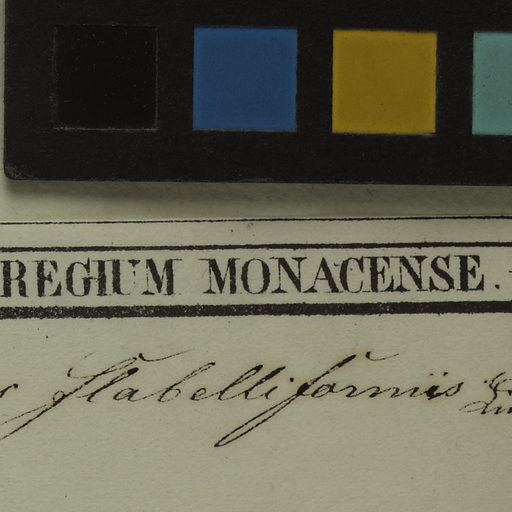 REGIUM MONACENSE.
flabelliformis